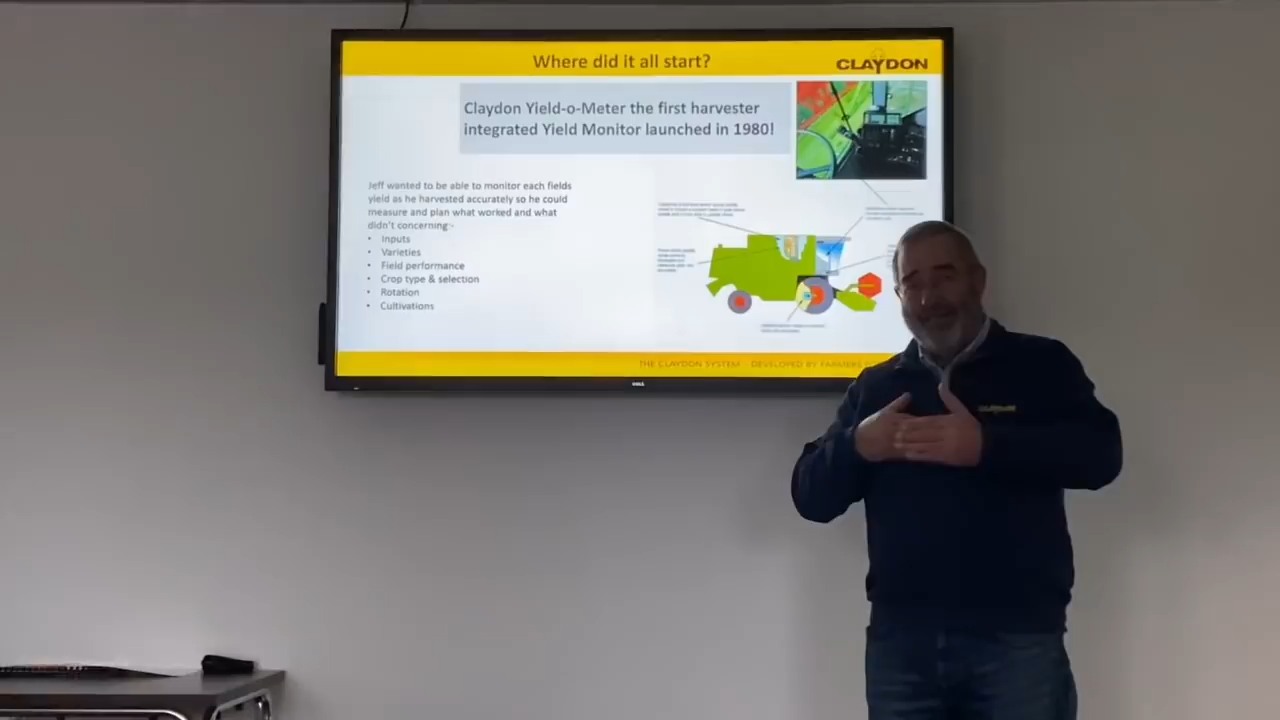 Where did it all start?
CLAYDON
Claydon Yield-o-Meter the first harvester
integrated Yield Monitor launched in 1980!
Jeff wanted to be able to monitor each fields
yield as he harvested accurately so he could
measure and plan what worked and what
didn't concerning:-
• Inputs
• Varieties
• Field performance
• Crop type & selection
• Rotation
• Cultivations
THE CLAYDON SYSTEM - DEVELOPED BY FARMERS
DELL
CLAYDON